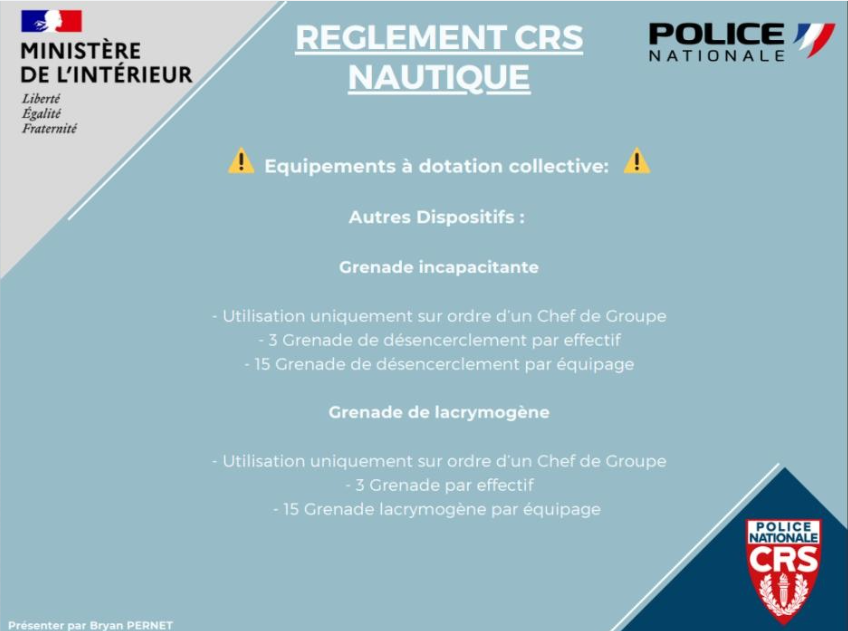 MINISTÈRE
DE L'INTÉRIEUR
Liberté
Égalité
Fraternité
REGLEMENT CRS
NAUTIQUE
POLICE
NATIONALE
Equipements à dotation collective:
Autres Dispositifs :
Grenade incapacitante
- Utilisation uniquement sur ordre d'un Chef de Groupe
- 3 Grenade de désencerclement par effectif
- 15 Grenade de désencerclement par équipage
Grenade de lacrymogène
- Utilisation uniquement sur ordre d'un Chef de Groupe
- 3 Grenade par effectif
- 15 Grenade lacrymogène par équipage
POLICE
NATIONALE
CRS
Présenter par Bryan PERNET